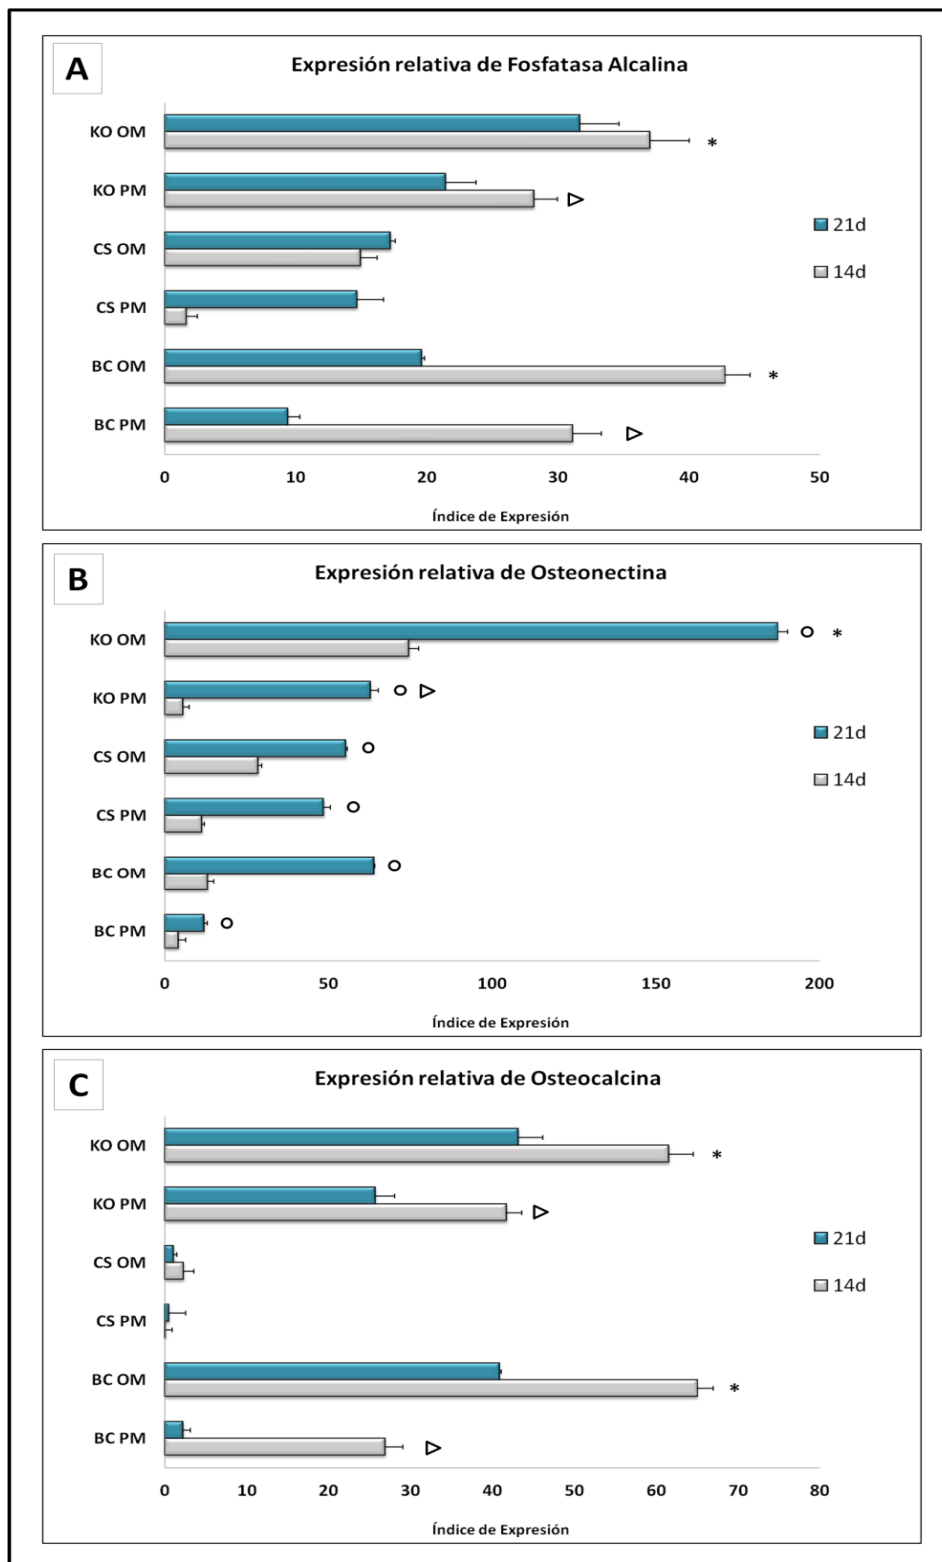 A
Expresión relativa de Fosfatasa Alcalina
KO OM
*
KO PM
CS OM
21d
14d
CS PM
BC OM
*
BC PM
0 10 20 30 40 50
Índice de Expresión
B
Expresión relativa de Osteonectina
KO OM
*
KO PM
CS OM
21d
14d
CS PM
BC OM
BC PM
0 50 100 150 200
Índice de Expresión
C
Expresión relativa de Osteocalcina
KO OM
*
KO PM
CS OM
21d
14d
CS PM
BC OM
*
BC PM
0 10 20 30 40 50 60 70 80
Índice de Expresión